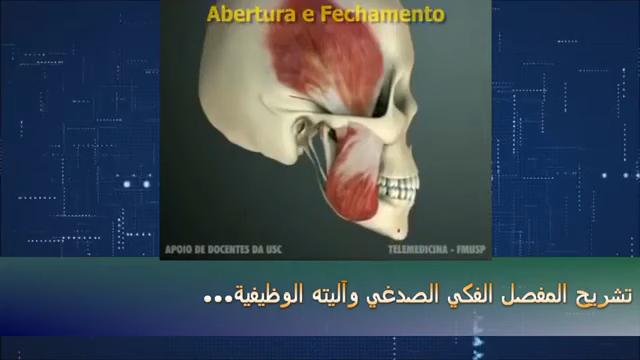 Abertura e Fechamento
APOIO DE DOCENTES DA USC
TELEMEDICINA - FMUSP
تشريح المفصل الفكي الصدغي وآليته الوظيفية...